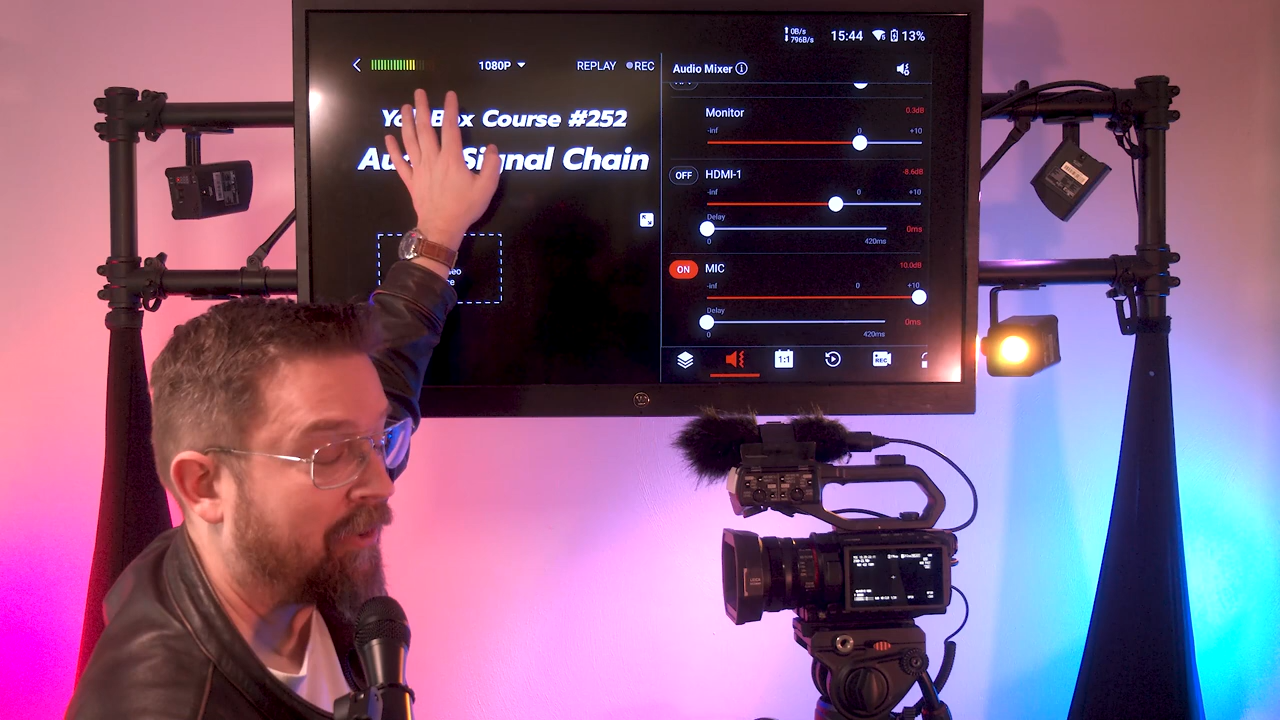 0B/s
796B/s
15:44
13%
1080P
REPLAY
REC
Audio Mixer
Box Course #252
Signal Chain
Monitor
0.3dB
-inf 0 +10
OFF HDMI-1
-8.6dB
-inf 0 +10
Delay
0ms
0 420ms
ON MIC
10.0dB
-inf 0 +10
Delay
0ms
0 420ms
1:1
REC